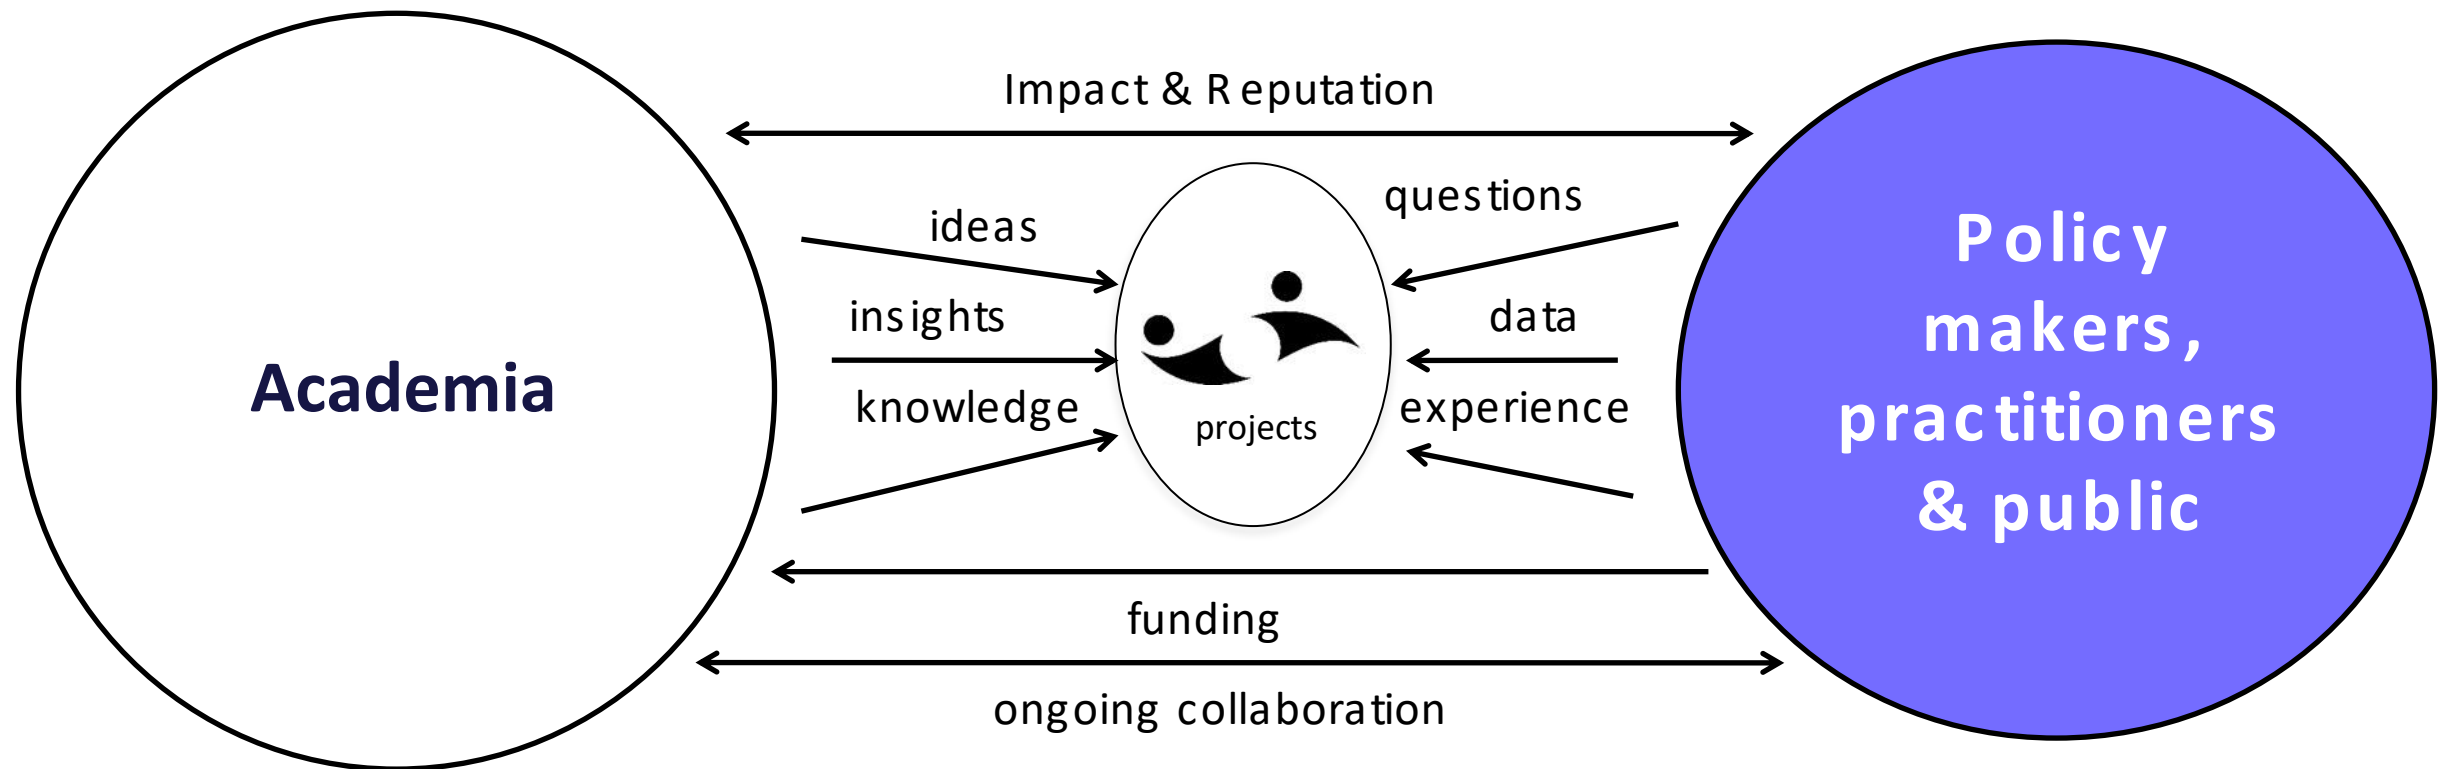 Impact & Reputation
ideas
questions
insights
data
Academia
knowledge
projects
experience
Policy
makers,
practitioners
& public
funding
ongoing collaboration